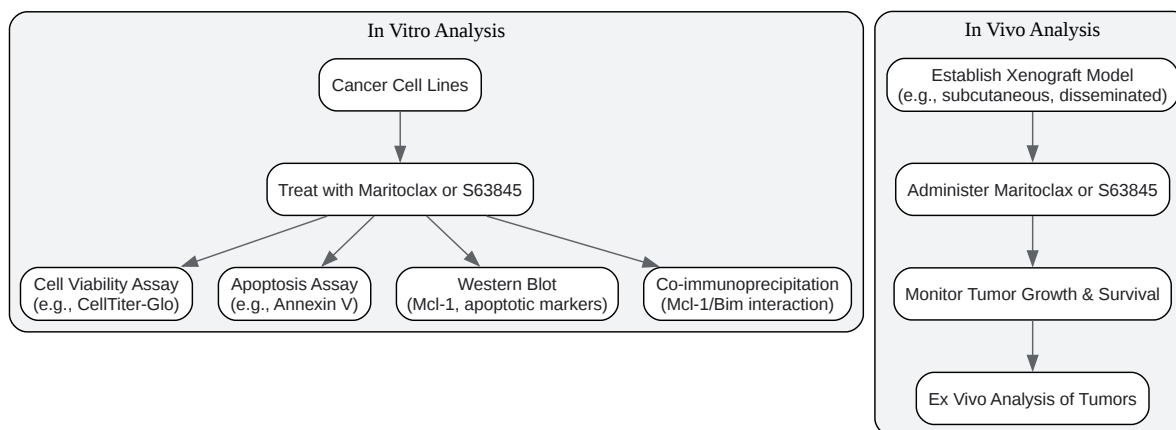 In Vitro Analysis
Cancer Cell Lines
Treat with Maritoclax or S63845
Cell Viability Assay
(e.g., CellTiter-Glo)
Apoptosis Assay
(e.g., Annexin V)
Western Blot
(Mcl-1, apoptotic markers)
Co-immunoprecipitation
(Mcl-1/Bim interaction)
In Vivo Analysis
Establish Xenograft Model
(e.g., subcutaneous, disseminated)
Administer Maritoclax or S63845
Monitor Tumor Growth & Survival
Ex Vivo Analysis of Tumors